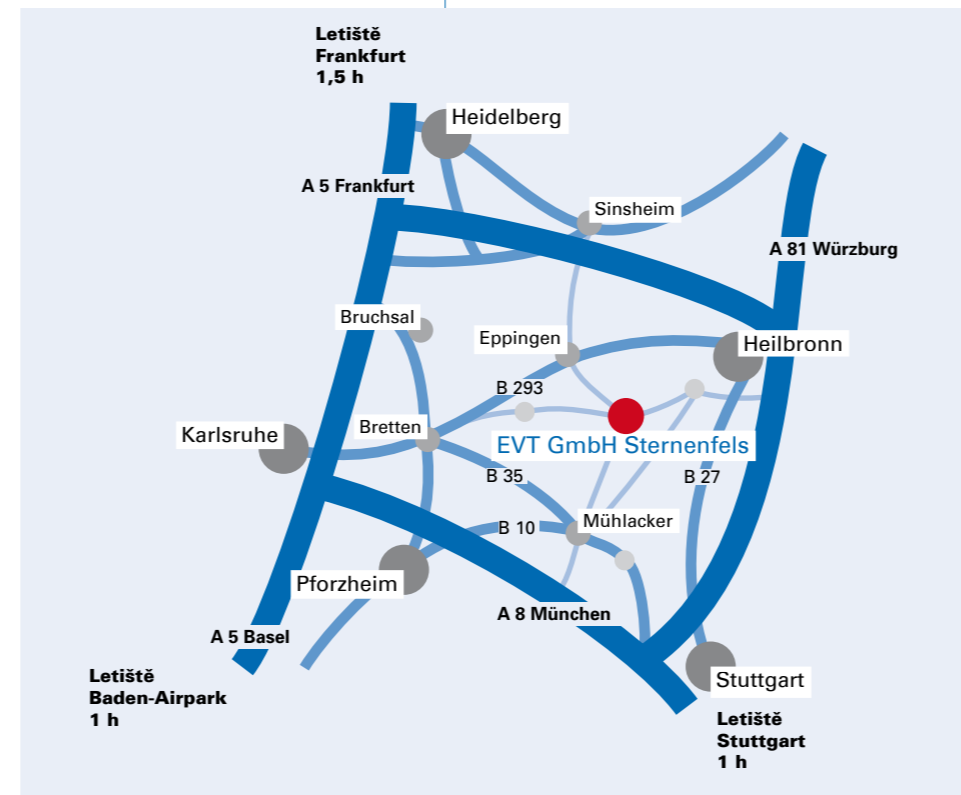 Letiště
Frankfurt
1,5 h
Heidelberg
A 5 Frankfurt
Sinsheim
A 81 Würzburg
Bruchsal
Eppingen
Heilbronn
B 293
Karlsruhe
Bretten
EVT GmbH Sternenfels
B 35
B 27
B 10
Mühlacker
Pforzheim
A 8 München
A 5 Basel
Letiště
Baden-Airpark
1 h
Stuttgart
Letiště
Stuttgart
1 h